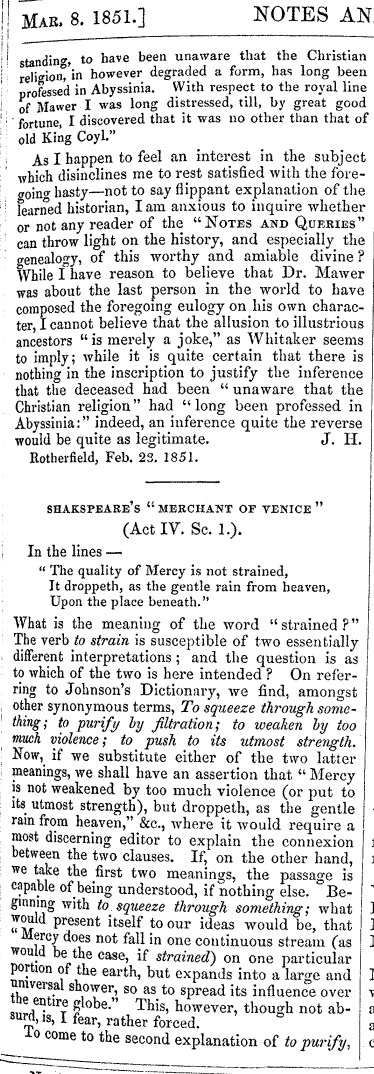 MAR. 8. 1851.] NOTES AN
standing, to have been unaware that the Christian
religion, in however degraded a form, has long been
professed in Abyssinia. With respect to the royal line
of Mawer I was long distressed, till, by great good
fortune, I discovered that it was no other than that of
old King Coyl."
As I happen to feel an interest in the subject
which disinclines me to rest satisfied with the fore-
going hasty—not to say flippant explanation of the
learned historian, I am anxious to inquire whether
or not any reader of the "NOTES AND QUERIES"
can throw light on the history, and especially the
genealogy, of this worthy and amiable divine?
While I have reason to believe that Dr. Mawer
was about the last person in the world to have
composed the foregoing eulogy on his own charac-
ter, I cannot believe that the allusion to illustrious
ancestors "is merely a joke," as Whitaker seems
to imply; while it is quite certain that there is
nothing in the inscription to justify the inference
that the deceased had been "unaware that the
Christian religion" had "long been professed in
Abyssinia:" indeed, an inference quite the reverse
would be quite as legitimate. J. H.
Rotherfield, Feb. 23. 1851.
SHAKSPEARE'S "MERCHANT OF VENICE"
(Act IV. Sc. 1.).
In the lines —
"The quality of Mercy is not strained,
It droppeth, as the gentle rain from heaven,
Upon the place beneath."
What is the meaning of the word "strained?"
The verb to strain is susceptible of two essentially
different interpretations; and the question is as
to which of the two is here intended? On refer-
ring to Johnson's Dictionary, we find, amongst
other synonymous terms, To squeeze through some-
thing; to purify by filtration; to weaken by too
much violence; to push to its utmost strength.
Now, if we substitute either of the two latter
meanings, we shall have an assertion that "Mercy
is not weakened by too much violence (or put to
its utmost strength), but droppeth, as the gentle
rain from heaven," &c., where it would require a
most discerning editor to explain the connexion
between the two clauses. If, on the other hand,
we take the first two meanings, the passage is
capable of being understood, if nothing else. Be-
ginning with to squeeze through something; what
would present itself to our ideas would be, that
"Mercy does not fall in one continuous stream (as
would be the case, if strained) on one particular
portion of the earth, but expands into a large and
universal shower, so as to spread its influence over
the entire globe." This, however, though not ab-
surd, is, I fear, rather forced.
To come to the second explanation of to purify,